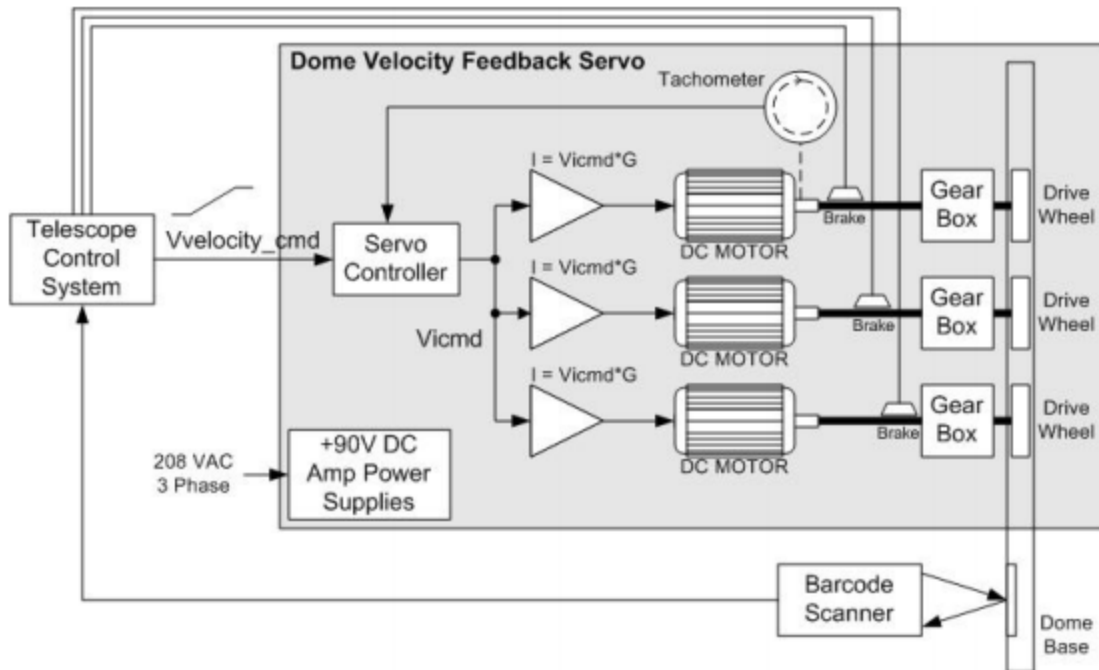 Dome Velocity Feedback Servo
Tachometer
I = Vicmd*G
Telescope
Control
System
Vvelocity_cmd
Servo
Controller
DC MOTOR
Brake
Gear
Box
Drive
Wheel
I = Vicmd*G
Vicmd
DC MOTOR
Brake
Gear
Box
Drive
Wheel
I = Vicmd*G
DC MOTOR
Brake
Gear
Box
Drive
Wheel
208 VAC
3 Phase
+90V DC
Amp Power
Supplies
Barcode
Scanner
Dome
Base